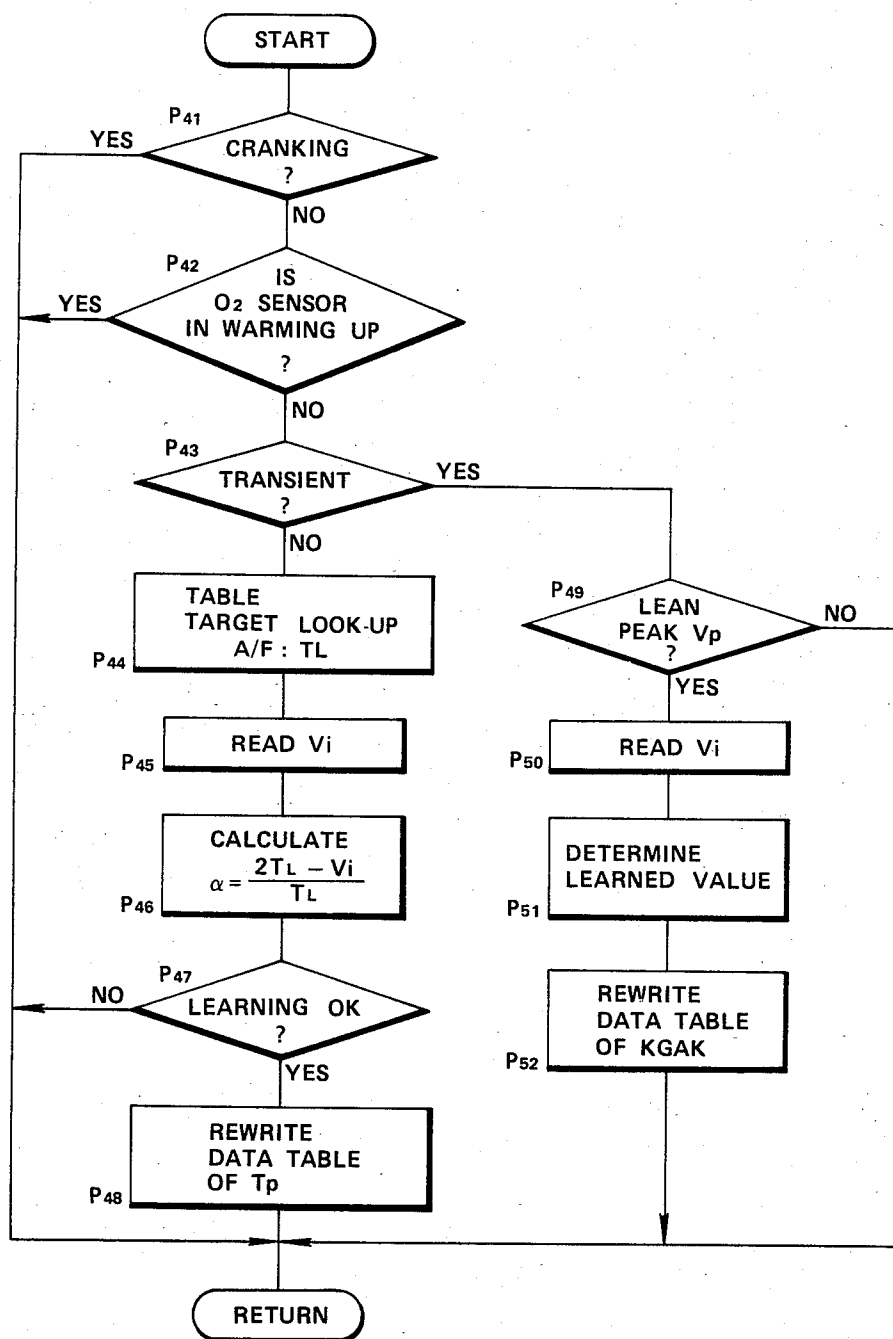 START
P41
YES
CRANKING
?
NO
P42
YES
IS
O2 SENSOR
IN WARMING UP
?
NO
P43
YES
TRANSIENT
?
NO
TABLE
TARGET LOOK-UP
A/F : TL
P44
READ Vi
P45
CALCULATE
α = 2TL − Vi / TL
P46
P47
NO
LEARNING OK
?
YES
REWRITE
DATA TABLE
OF Tp
P48
P49
LEAN
PEAK Vp
?
NO
YES
READ Vi
P50
DETERMINE
LEARNED VALUE
P51
REWRITE
DATA TABLE
OF KGAK
P52
RETURN